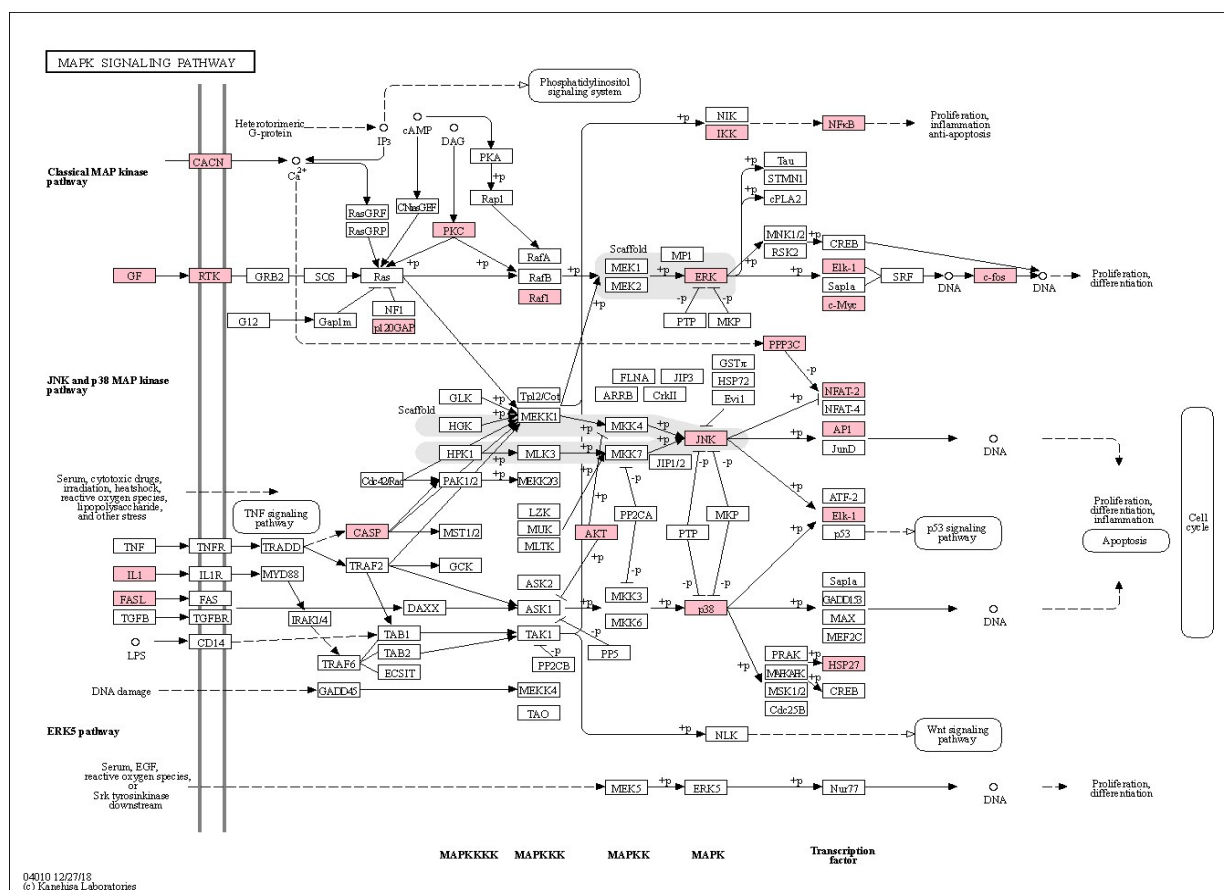 MAPK SIGNALING PATHWAY
Phosphatidylinositol
signaling system
Heterotorimeric
G-protein
IP3
cAMP
DAG
PKA
+p
Rap1
NIK
IKK
+p
NFκB
Proliferation,
inflammation
anti-apoptosis
CACN
Ca2+
Classical MAP kinase
pathway
RasGRF
RasGRP
CNasGEF
PKC
Tau
STMN1
cPLA2
+p
+p
MNK1/2
RSK2
+p
CREB
RafA
RafB
Raf1
Scaffold
MEK1
MEK2
MP1
ERK
GF
RTK
GRB2
SOS
Ras
+p
+p
+p
+p
+p
+p
+p
Elk-1
Sap1a
c-Myc
SRF
DNA
c-fos
DNA
Proliferation,
differentiation
G12
Gap1m
NF1
p120GAP
-p
-p
PTP
MKP
+p
PPP3C
-p
JNK and p38 MAP kinase
pathway
GLK
HGK
HPK1
Scaffold
+p
+p
+p
+p
Tpl2/Cot
MEKK1
MLK3
MEKK2/3
FLNA
JIP3
ARRB
CrkII
GSTπ
HSP72
Evi1
MKK4
MKK7
+p
+p
JNK
JIP1/2
NFAT-2
NFAT-4
AP1
JunD
+p
+p
+p
DNA
Cdc42/Rac
PAK1/2
+p
Serum, cytotoxic drugs,
irradiation, heatshock,
reactive oxygen species,
lipopolysaccharide,
and other stress
TNF signaling
pathway
CASP
MST1/2
LZK
MUK
MLTK
AKT
+p
-p
PP2CA
-p
-p
-p
PTP
MKP
ATF-2
Elk-1
p53
+p
p53 signaling
pathway
Proliferation,
differentiation,
inflammation
Apoptosis
Cell
cycle
TNF
TNFR
TRADD
TRAF2
GCK
IL1
IL1R
MYD88
FASL
FAS
TGFB
TGFBR
DAXX
IRAK1/4
ASK2
ASK1
+p
-p
MKK3
MKK6
+p
-p
-p
p38
+p
Sap1a
GADD153
MAX
MEF2C
DNA
LPS
CD14
TAB1
TAB2
TRAF6
ECSIT
TAK1
-p
PP2CB
-p
PP5
+p
PRAK
MAPKAPK
MSK1/2
Cdc25B
+p
+p
HSP27
CREB
DNA damage
GADD45
MEKK4
TAO
ERK5 pathway
+p
NLK
Wnt signaling
pathway
Serum, EGF,
reactive oxygen species,
or
Srk tyrosinkinase
downstream
MEK5
+p
ERK5
+p
Nur77
DNA
Proliferation,
differentiation
MAPKKKK
MAPKKK
MAPKK
MAPK
Transcription
factor
04010 12/27/18
(c) Kanehisa Laboratories